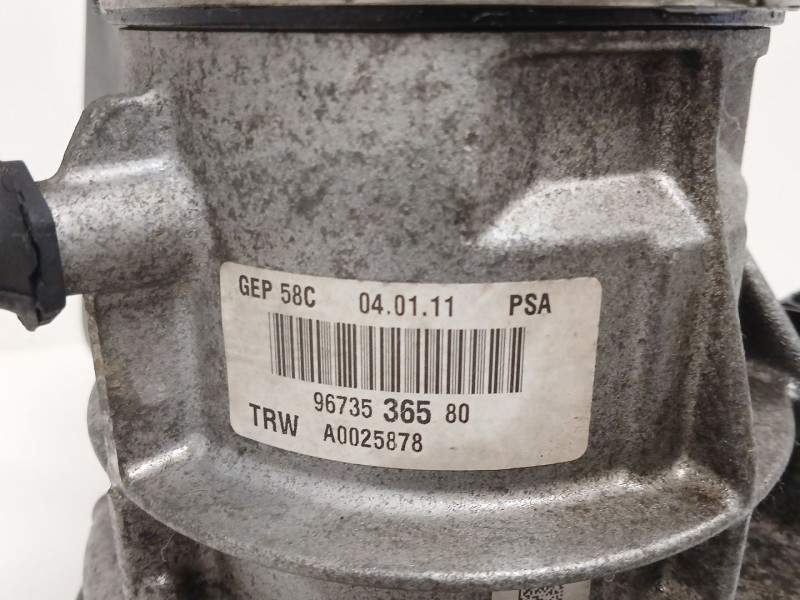 GEP 58C 04.01.11 PSA
96735 365 80
TRW A0025878